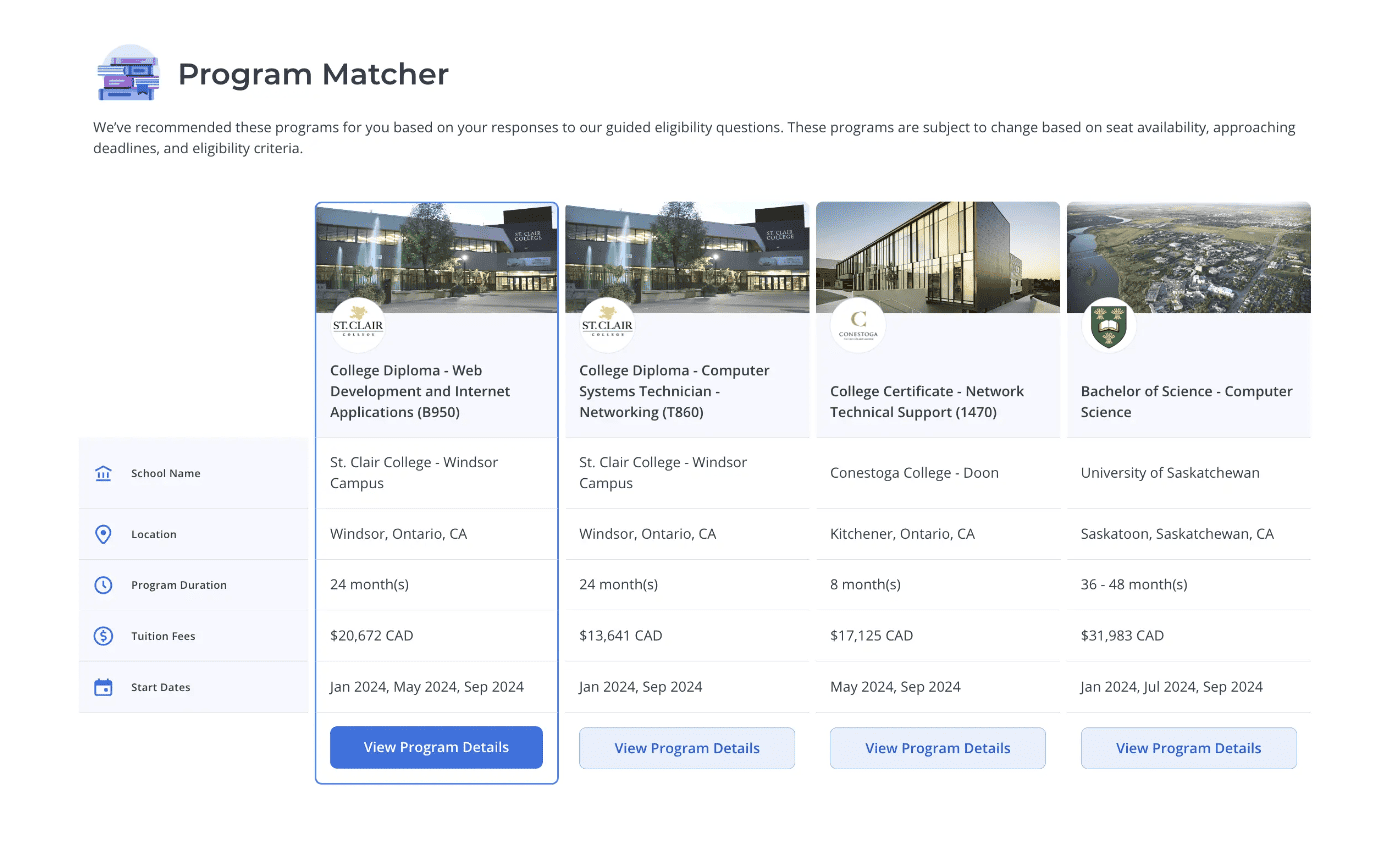 Program Matcher
We've recommended these programs for you based on your responses to our guided eligibility questions. These programs are subject to change based on seat availability, approaching
deadlines, and eligibility criteria.
ST. CLAIR
COLLEGE
ST. CLAIR
COLLEGE
ST. CLAIR
COLLEGE
ST. CLAIR
COLLEGE
C
CONESTOGA
College Diploma - Web
Development and Internet
Applications (B950)
College Diploma - Computer
Systems Technician -
Networking (T860)
College Certificate - Network
Technical Support (1470)
Bachelor of Science - Computer
Science
School Name
St. Clair College - Windsor
Campus
St. Clair College - Windsor
Campus
Conestoga College - Doon
University of Saskatchewan
Location
Windsor, Ontario, CA
Windsor, Ontario, CA
Kitchener, Ontario, CA
Saskatoon, Saskatchewan, CA
Program Duration
24 month(s)
24 month(s)
8 month(s)
36 - 48 month(s)
Tuition Fees
$20,672 CAD
$13,641 CAD
$17,125 CAD
$31,983 CAD
Start Dates
Jan 2024, May 2024, Sep 2024
Jan 2024, Sep 2024
May 2024, Sep 2024
Jan 2024, Jul 2024, Sep 2024
View Program Details
View Program Details
View Program Details
View Program Details